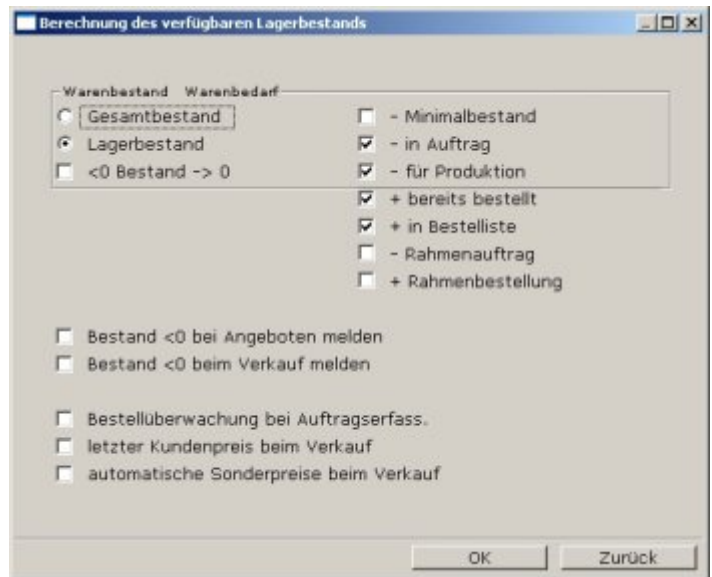 Berechnung des verfügbaren Lagerbestands
Warenbestand Warenbedarf
Gesamtbestand - Minimalbestand
Lagerbestand - in Auftrag
<0 Bestand -> 0 - für Produktion
+ bereits bestellt
+ in Bestelliste
- Rahmenauftrag
+ Rahmenbestellung
Bestand <0 bei Angeboten melden
Bestand <0 beim Verkauf melden
Bestellüberwachung bei Auftragserfass.
letzter Kundenpreis beim Verkauf
automatische Sonderpreise beim Verkauf
OK Zurück